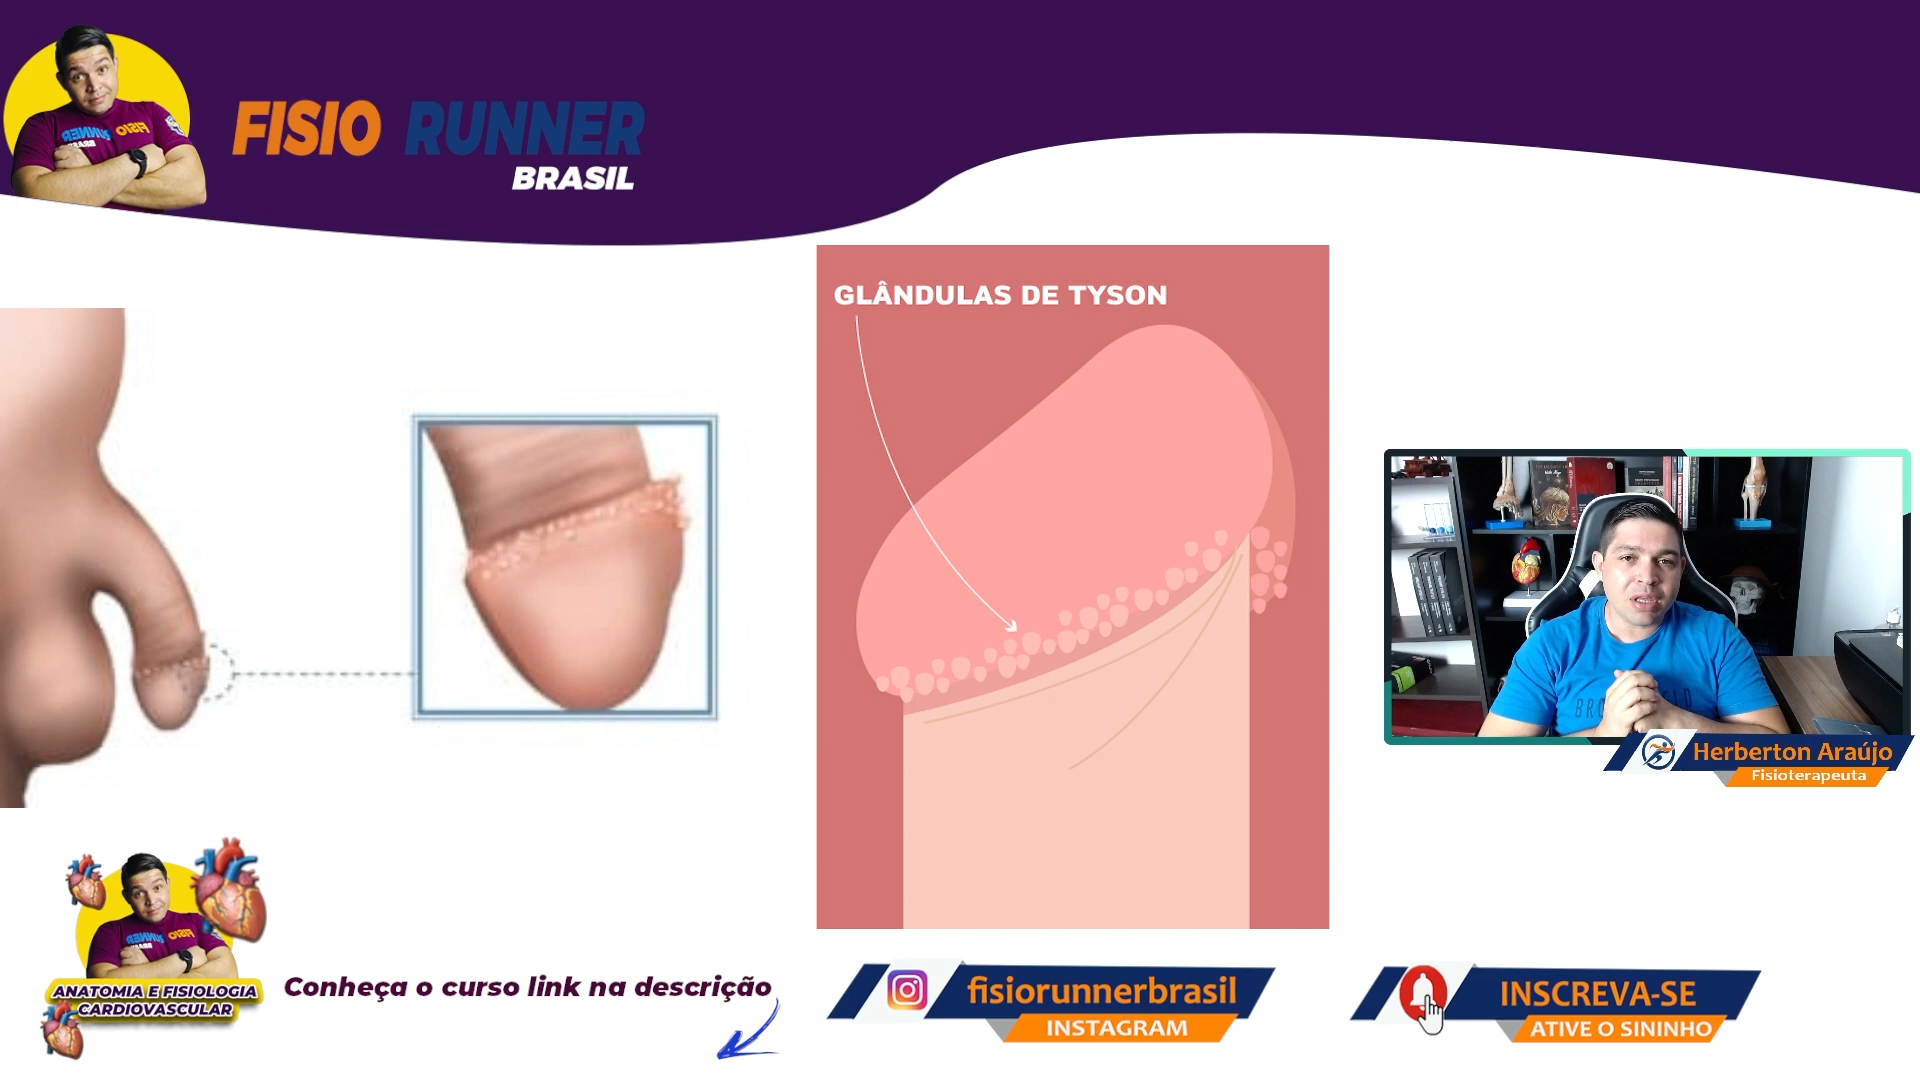 FISIO RUNNER
BRASIL
GLÂNDULAS DE TYSON
Herberton Araújo
Fisioterapeuta
ANATOMIA E FISIOLOGIA
CARDIOVASCULAR
Conheça o curso link na descrição
fisiorunnerbrasil
INSTAGRAM
INSCREVA-SE
ATIVE O SININHO